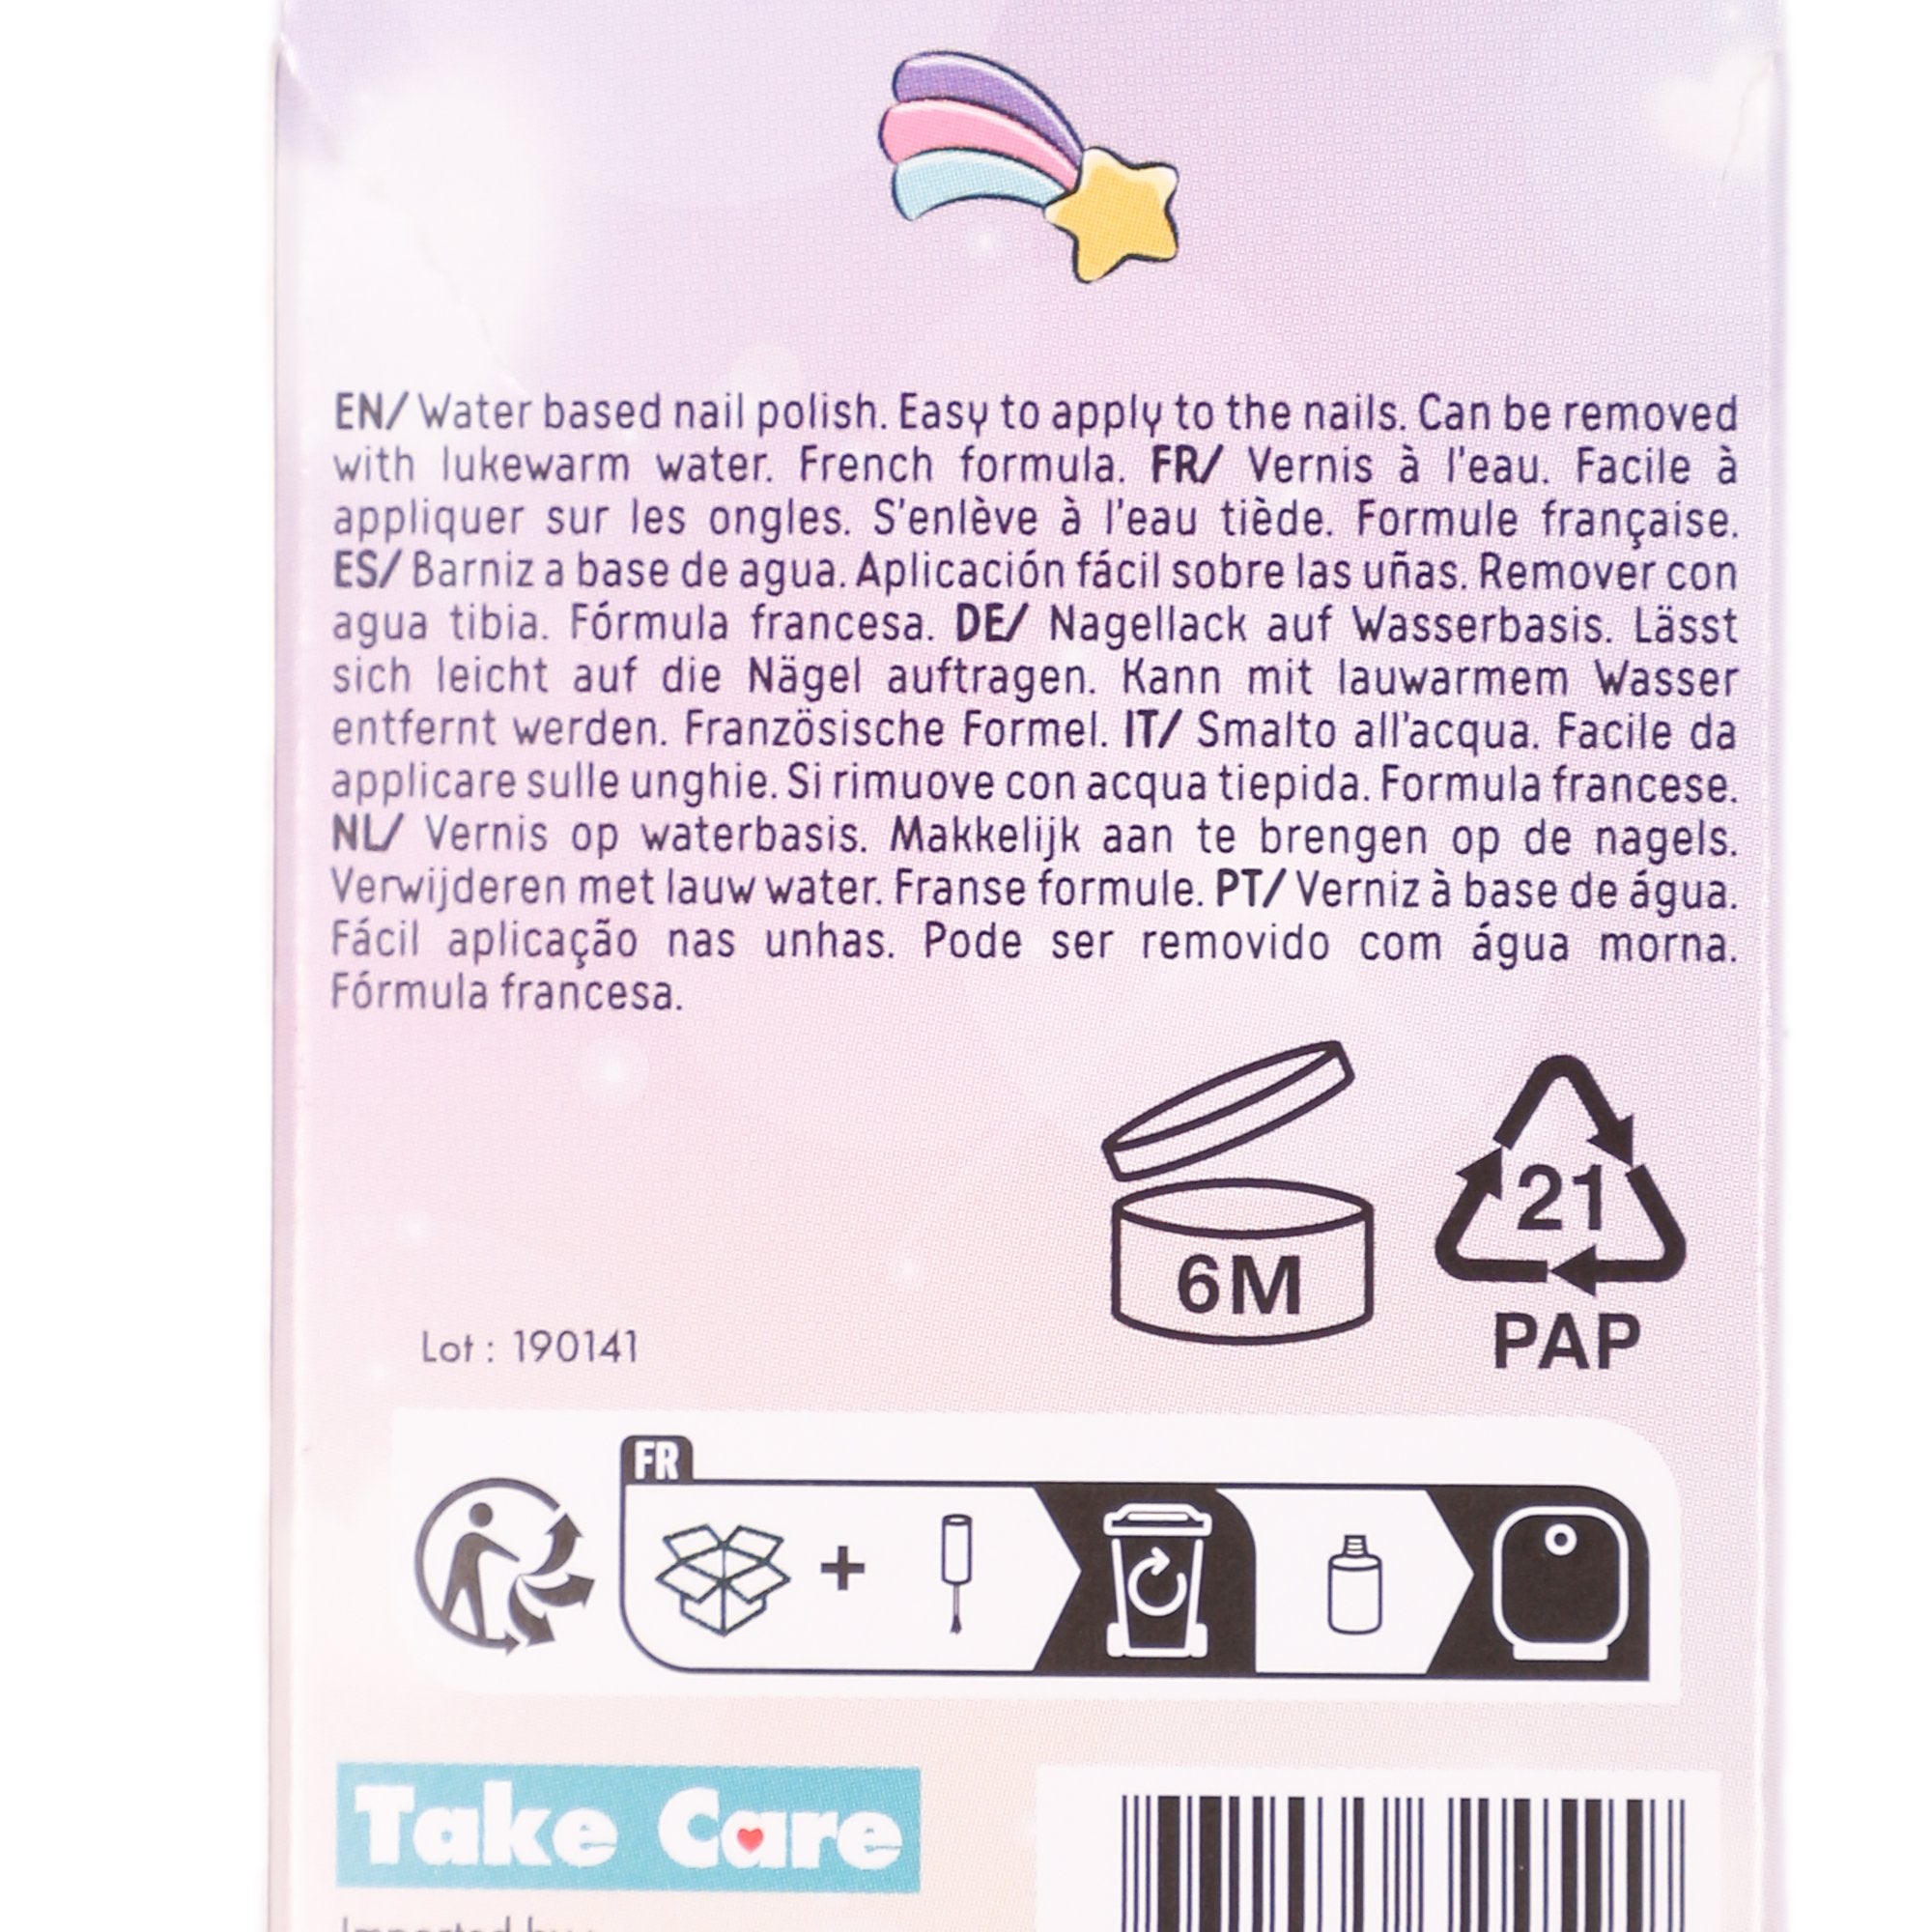 EN/ Water based nail polish. Easy to apply to the nails. Can be removed
with lukewarm water. French formula. FR/ Vernis à l'eau. Facile à
appliquer sur les ongles. S'enlève à l'eau tiède. Formule française.
ES/ Barniz a base de agua. Aplicación fácil sobre las uñas. Remover con
agua tibia. Fórmula francesa. DE/ Nagellack auf Wasserbasis. Lässt
sich leicht auf die Nägel auftragen. Kann mit lauwarmem Wasser
entfernt werden. Französische Formel. IT/ Smalto all'acqua. Facile da
applicare sulle unghie. Si rimuove con acqua tiepida. Formula francese.
NL/ Vernis op waterbasis. Makkelijk aan te brengen op de nagels.
Verwijderen met lauw water. Franse formule. PT/ Verniz à base de água.
Fácil aplicação nas unhas. Pode ser removido com água morna.
Fórmula francesa.
6M
21
PAP
Lot : 190141
FR
Take Care
Imported by